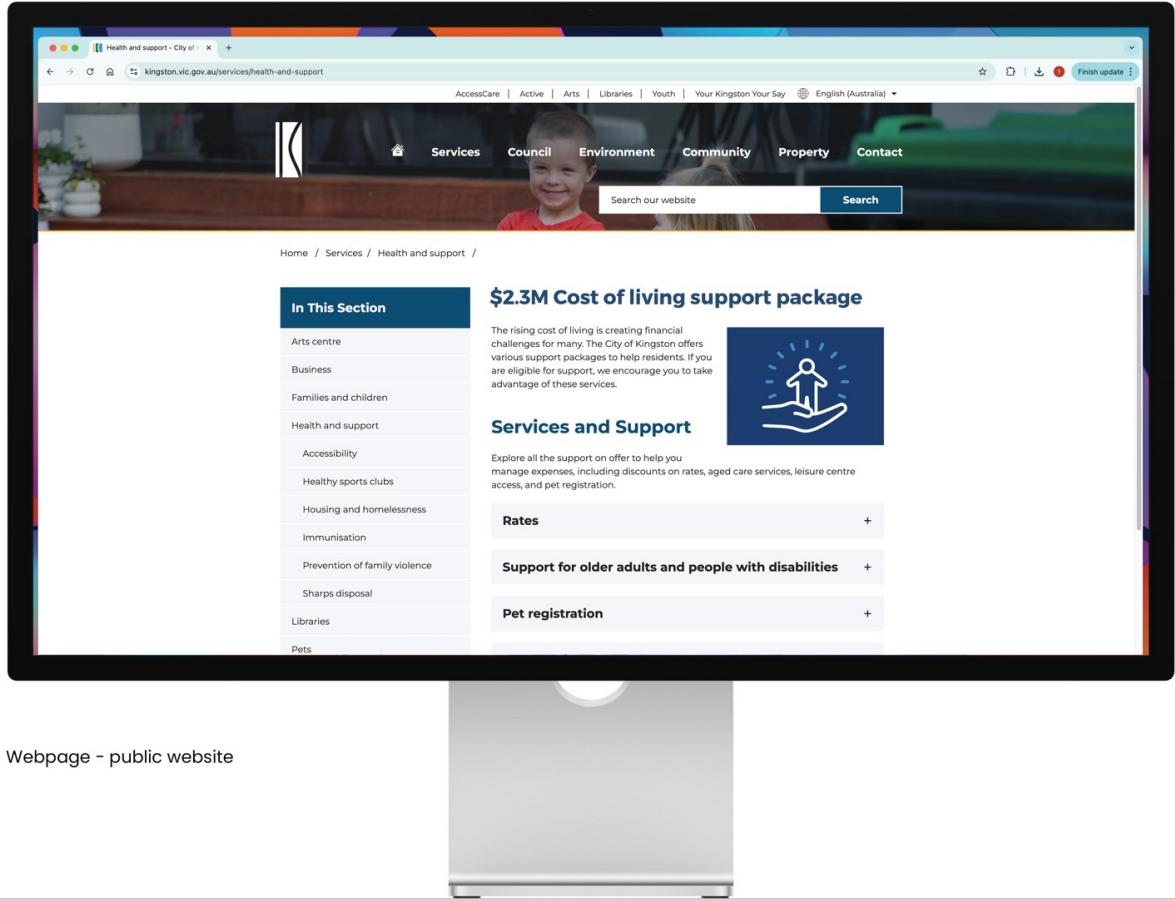 Health and support - City of
kingston.vic.gov.au/services/health-and-support
Finish update
AccessCare | Active | Arts | Libraries | Youth | Your Kingston Your Say English (Australia)
Services Council Environment Community Property Contact
Search our website Search
Home / Services / Health and support /
In This Section
Arts centre
Business
Families and children
Health and support
Accessibility
Healthy sports clubs
Housing and homelessness
Immunisation
Prevention of family violence
Sharps disposal
Libraries
Pets
$2.3M Cost of living support package
The rising cost of living is creating financial
challenges for many. The City of Kingston offers
various support packages to help residents. If you
are eligible for support, we encourage you to take
advantage of these services.
Services and Support
Explore all the support on offer to help you
manage expenses, including discounts on rates, aged care services, leisure centre
access, and pet registration.
Rates +
Support for older adults and people with disabilities +
Pet registration +
Webpage - public website